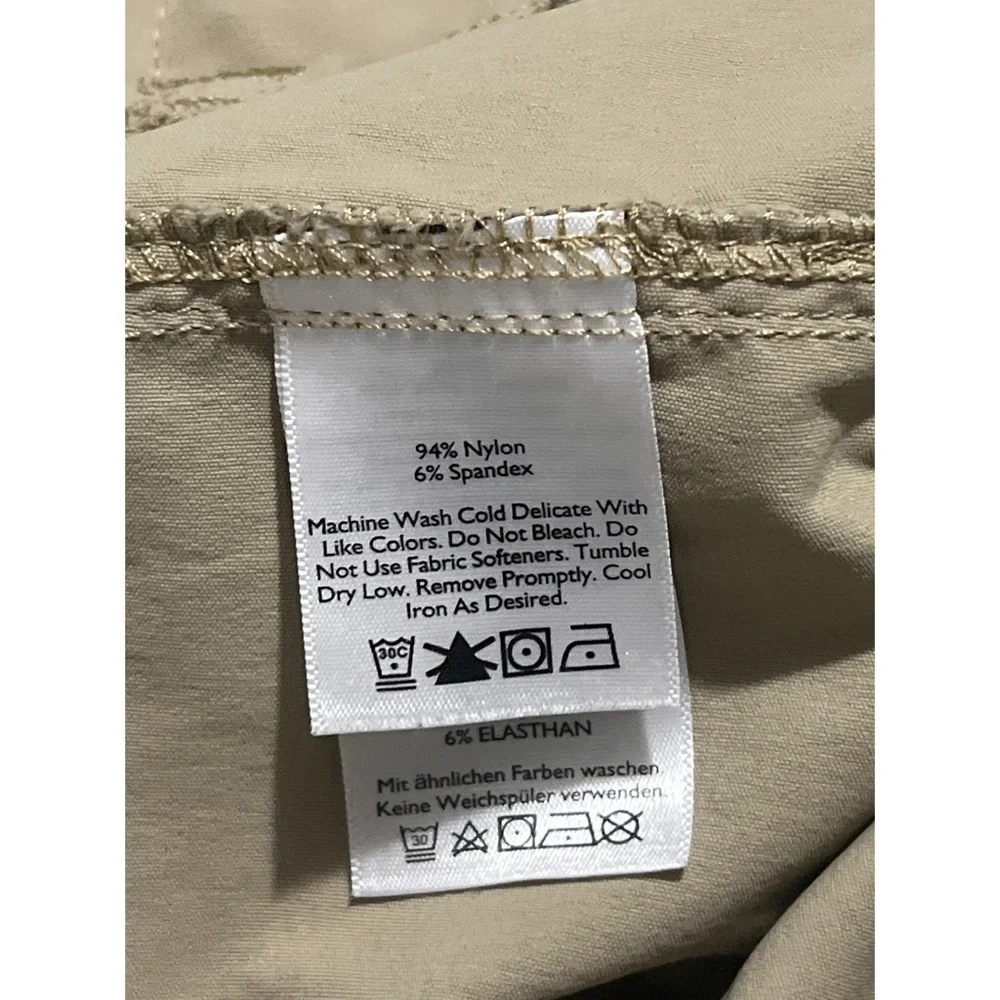 94% Nylon
6% Spandex
Machine Wash Cold Delicate With
Like Colors. Do Not Bleach. Do
Not Use Fabric Softeners. Tumble
Dry Low. Remove Promptly. Cool
Iron As Desired.
30C
6% ELASTHAN
Mit ähnlichen Farben waschen
Keine Weichspüler verwenden.
30